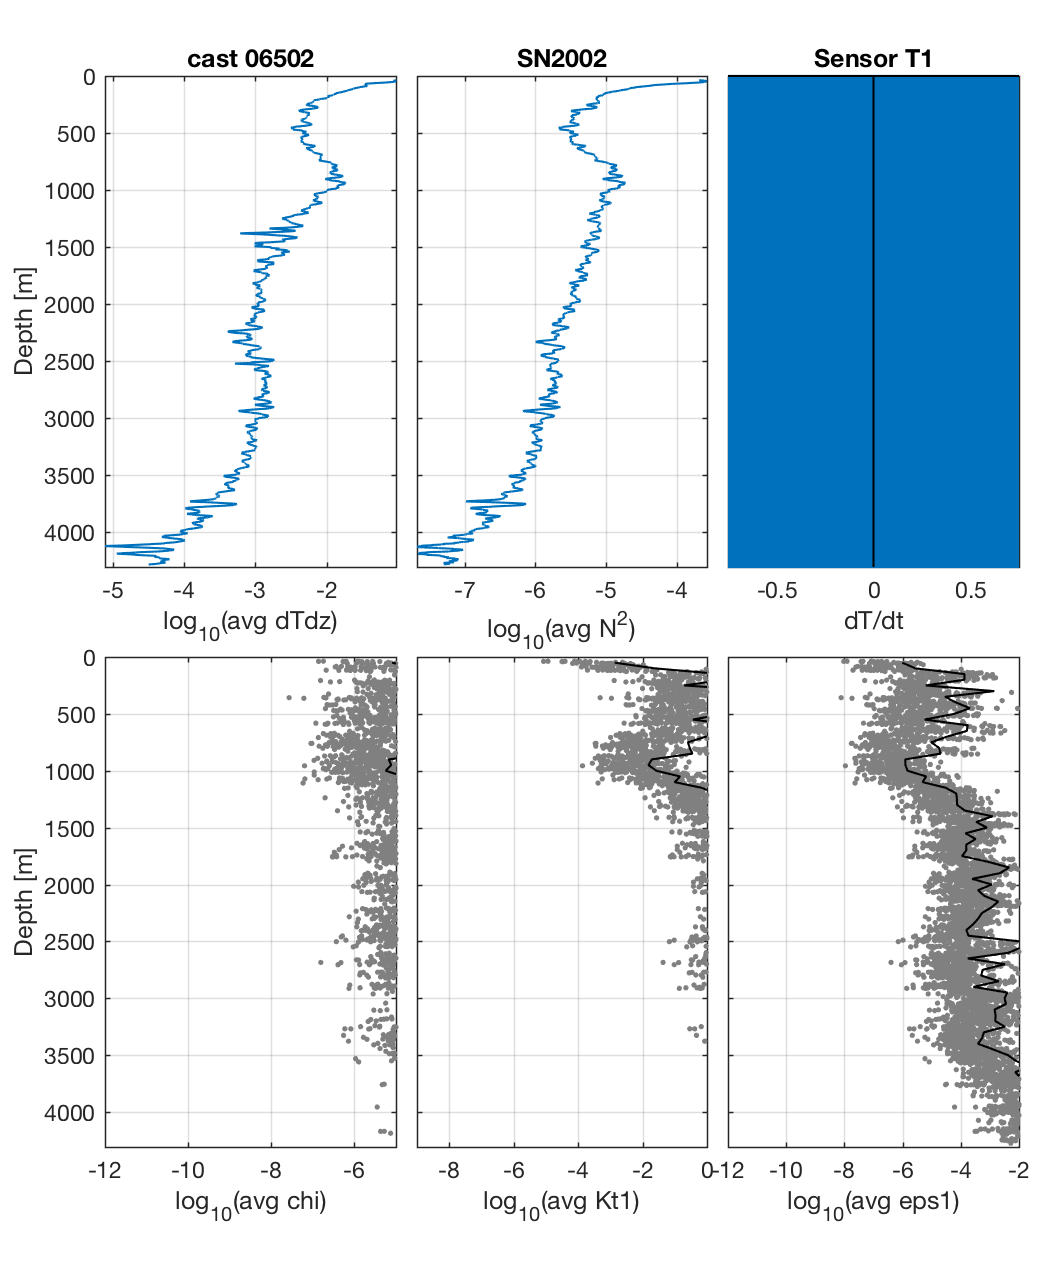 cast 06502
SN2002
Sensor T1
0
500
1000
1500
2000
2500
3000
3500
4000
Depth [m]
-5 -4 -3 -2
log10(avg dTdz)
-7 -6 -5 -4
log10(avg N2)
-0.5 0 0.5
dT/dt
0
500
1000
1500
2000
2500
3000
3500
4000
Depth [m]
-12 -10 -8 -6
log10(avg chi)
-8 -6 -4 -2 0
log10(avg Kt1)
-12 -10 -8 -6 -4 -2
log10(avg eps1)